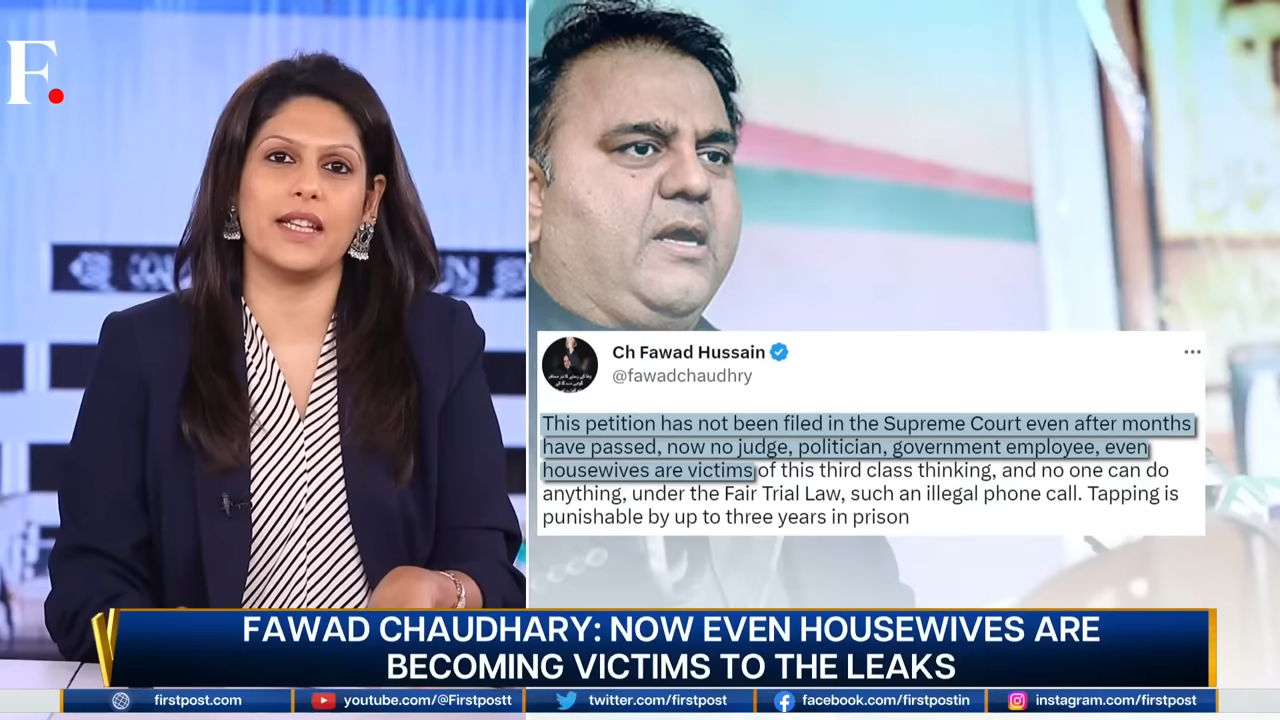 F.
Ch Fawad Hussain
@fawadchaudhry
This petition has not been filed in the Supreme Court even after months
have passed, now no judge, politician, government employee, even
housewives are victims of this third class thinking, and no one can do
anything, under the Fair Trial Law, such an illegal phone call. Tapping is
punishable by up to three years in prison
FAWAD CHAUDHARY: NOW EVEN HOUSEWIVES ARE
BECOMING VICTIMS TO THE LEAKS
firstpost.com
youtube.com/@Firstpostt
twitter.com/firstpost
facebook.com/firstpostin
instagram.com/firstpost